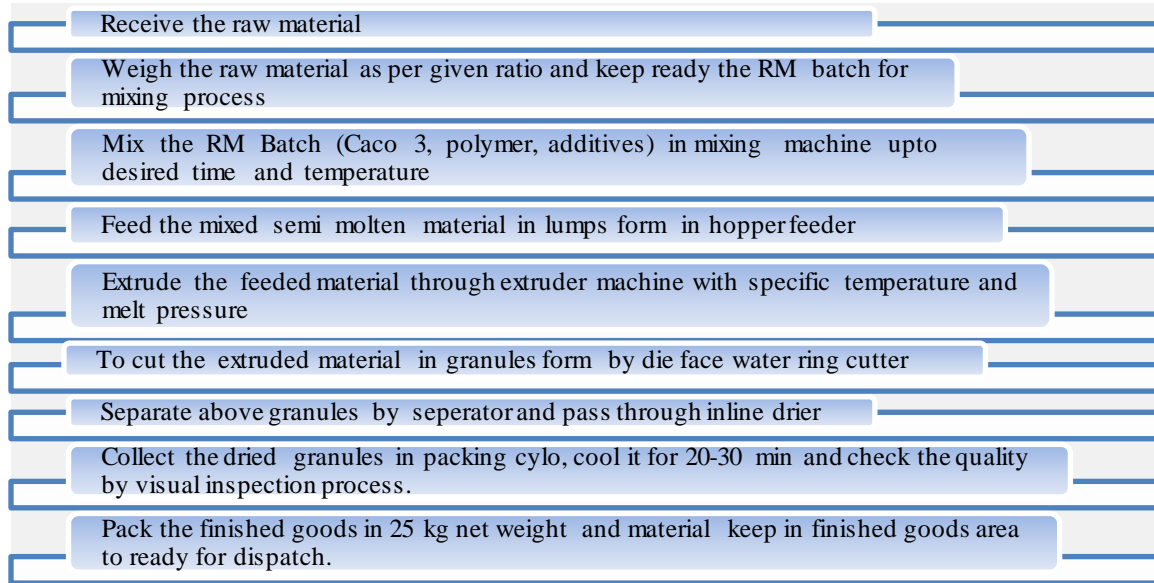 Receive the raw material
Weigh the raw material as per given ratio and keep ready the RM batch for
mixing process
Mix the RM Batch (Caco 3, polymer, additives) in mixing machine upto
desired time and temperature
Feed the mixed semi molten material in lumps form in hopper feeder
Extrude the feeded material through extruder machine with specific temperature and
melt pressure
To cut the extruded material in granules form by die face water ring cutter
Separate above granules by seperator and pass through inline drier
Collect the dried granules in packing cylo, cool it for 20-30 min and check the quality
by visual inspection process.
Pack the finished goods in 25 kg net weight and material keep in finished goods area
to ready for dispatch.